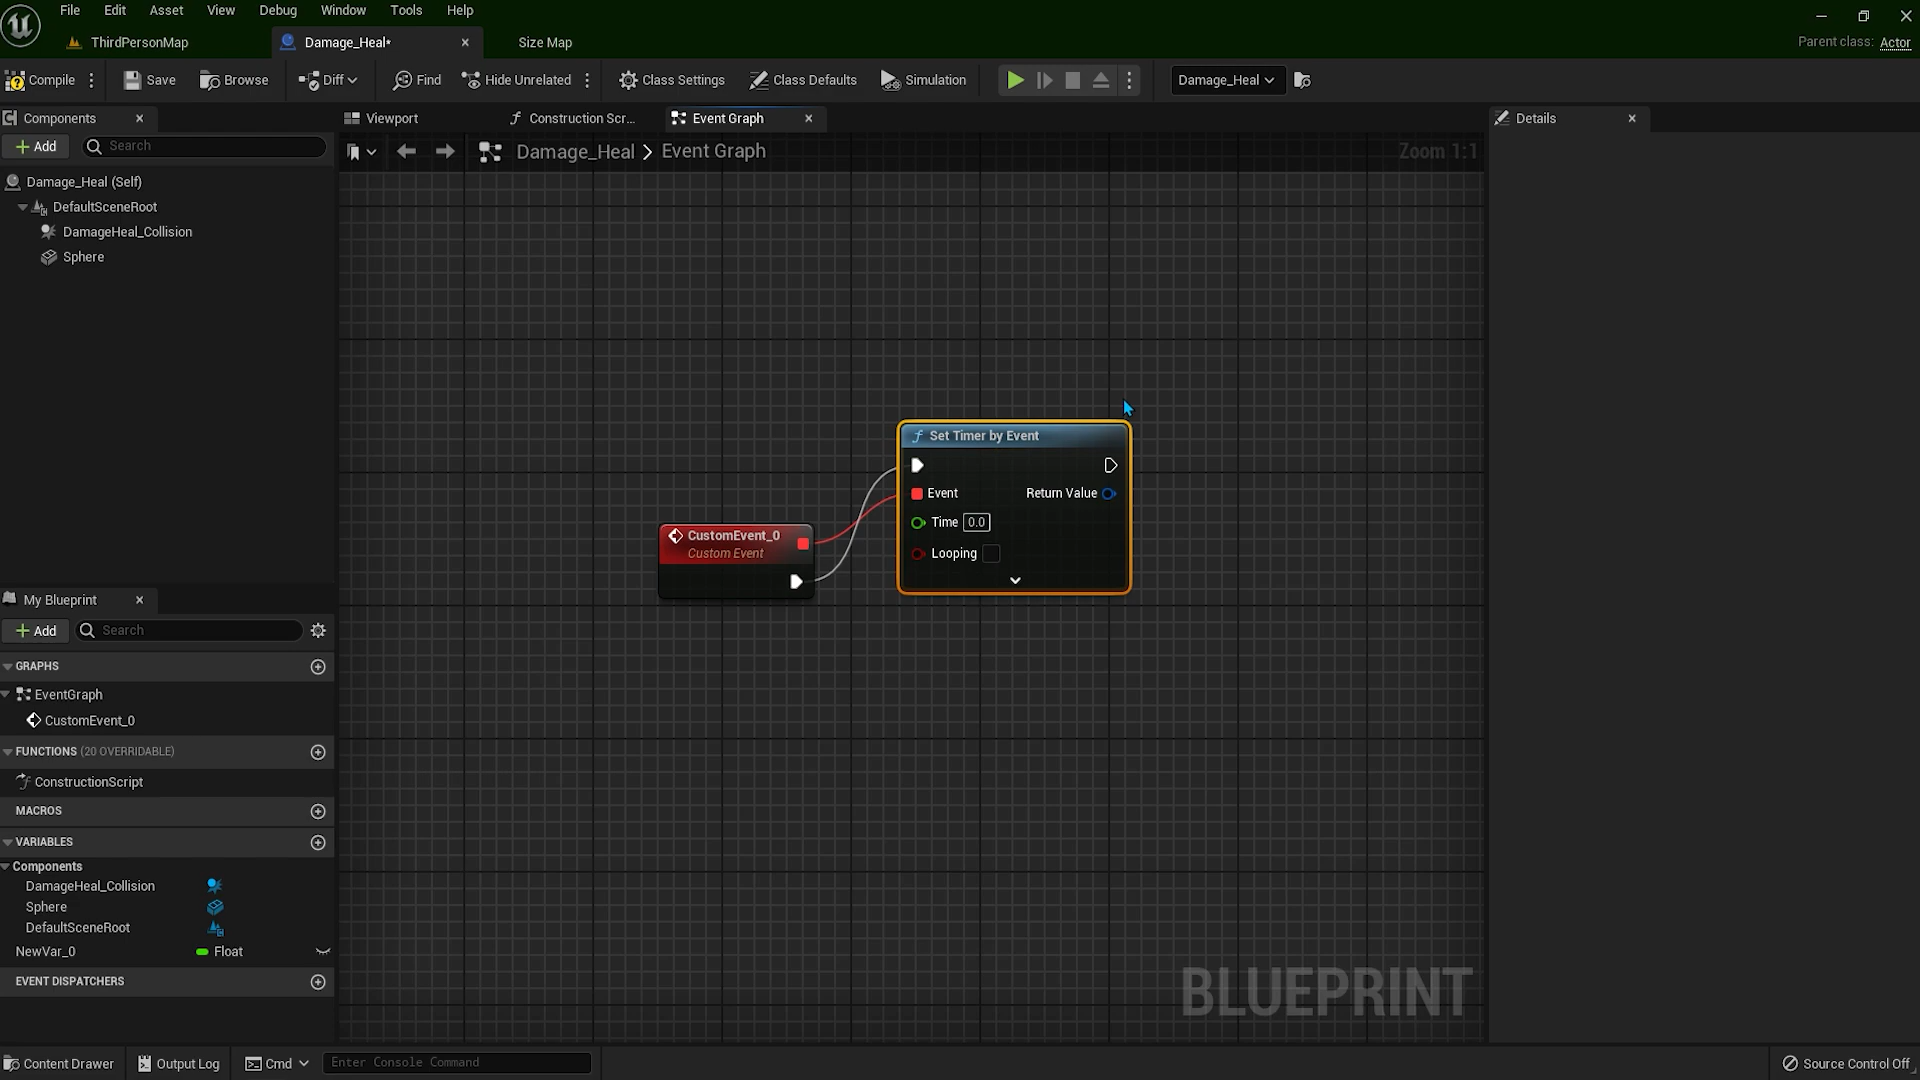 File Edit Asset View Debug Window Tools Help
ThirdPersonMap Damage_Heal* Size Map Parent class: Actor
Compile Save Browse Diff Find Hide Unrelated Class Settings Class Defaults Simulation Damage_Heal
Components Viewport Construction Scr... Event Graph Details
Add Search Damage_Heal > Event Graph Zoom 1:1
Damage_Heal (Self)
DefaultSceneRoot
DamageHeal_Collision
Sphere
Set Timer by Event
Event Return Value
Time 0.0
CustomEvent_0
Custom Event
Looping
My Blueprint
Add Search
GRAPHS
EventGraph
CustomEvent_0
FUNCTIONS (20 OVERRIDABLE)
ConstructionScript
MACROS
VARIABLES
Components
DamageHeal_Collision
Sphere
DefaultSceneRoot
NewVar_0 Float
EVENT DISPATCHERS
BLUEPRINT
Content Drawer Output Log Cmd Enter Console Command Source Control Off